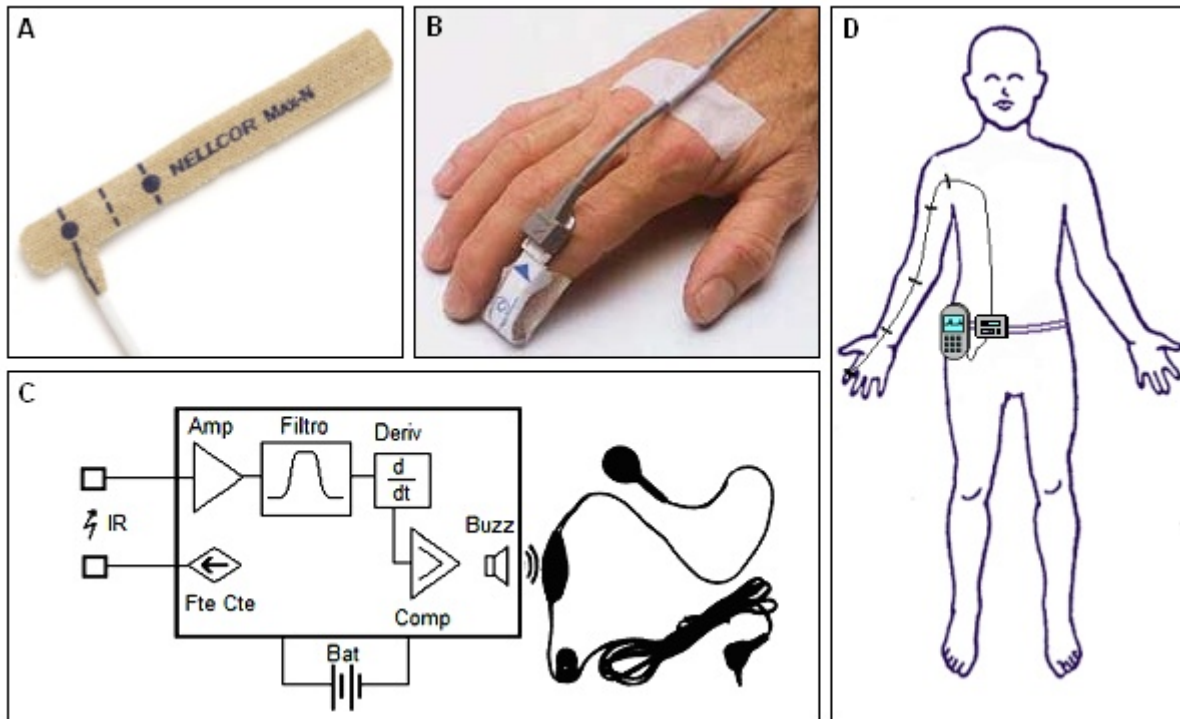 A
NELLCOR MAX-N
B
C
Amp
Filtro
Deriv
d
dt
IR
Buzz
Fte Cte
Comp
Bat
D